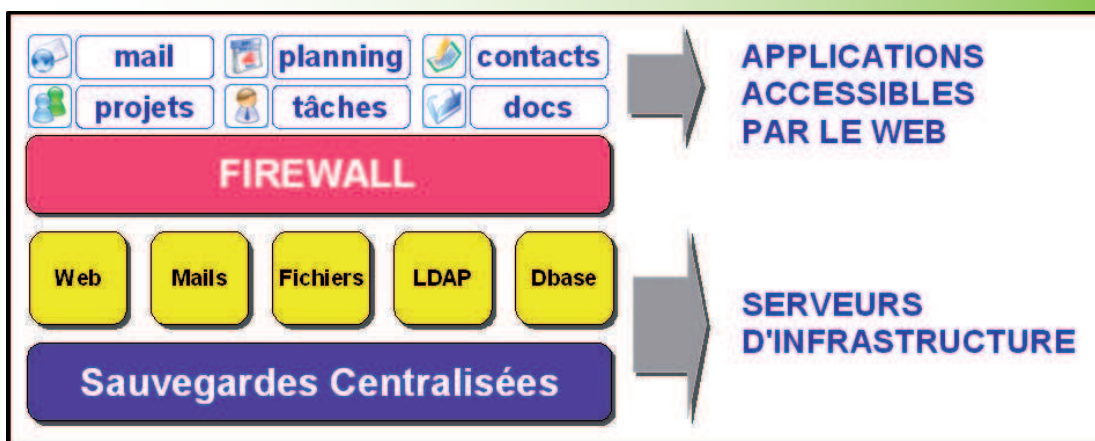 mail planning contacts
projets tâches docs
APPLICATIONS
ACCESSIBLES
PAR LE WEB
FIREWALL
Web Mails Fichiers LDAP Dbase
SERVEURS
D'INFRASTRUCTURE
Sauvegardes Centralisées